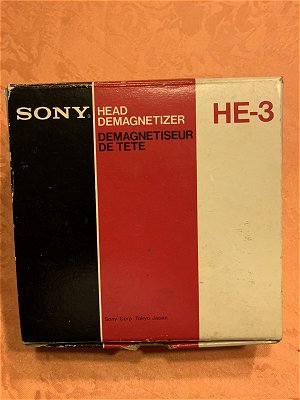 SONY
HEAD
DEMAGNETIZER
DEMAGNETISEUR
DE TETE
HE-3
Sony Corp. Tokyo Japan